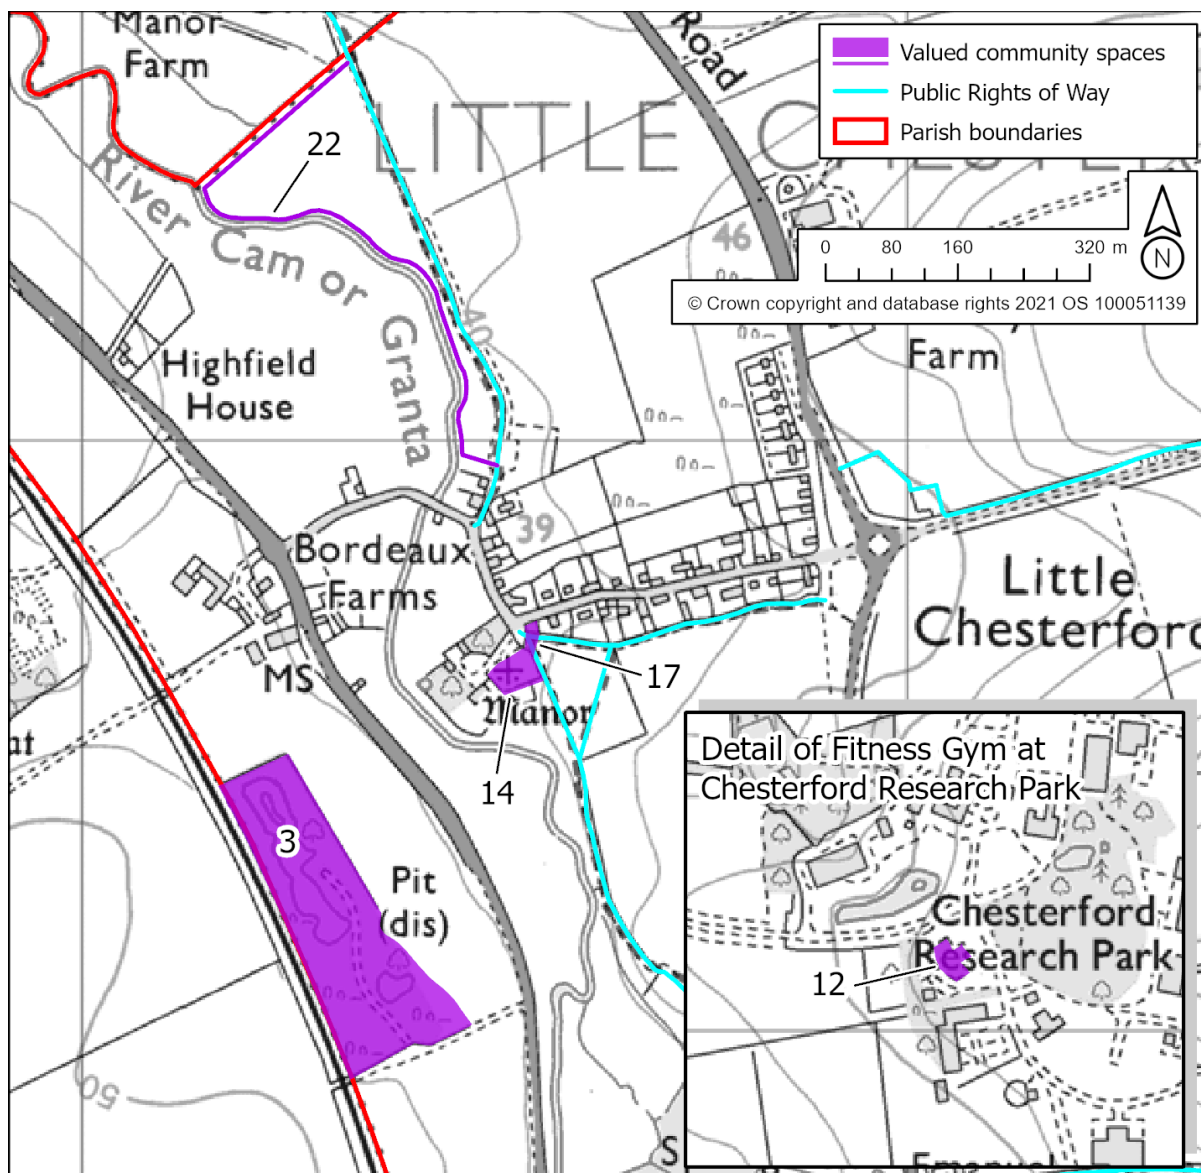 Manor
Farm
Road
LITTLE CHESTER
Valued community spaces
Public Rights of Way
Parish boundaries
22
River Cam or Granta
46
0 80 160 320 m
N
© Crown copyright and database rights 2021 OS 100051139
40
Farm
Highfield
House
39
Bordeaux
Farms
Little
Chesterford
MS
17
Manor
14
3
Pit
(dis)
50
Detail of Fitness Gym at
Chesterford Research Park
Chesterford
Research Park
12
S